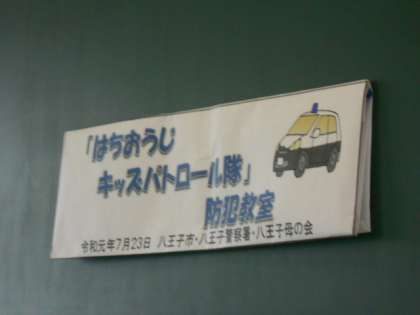 「はちおうじ
キッズパトロール隊」
防犯教室
令和元年7月23日 八王子市・八王子警察署・八王子母の会